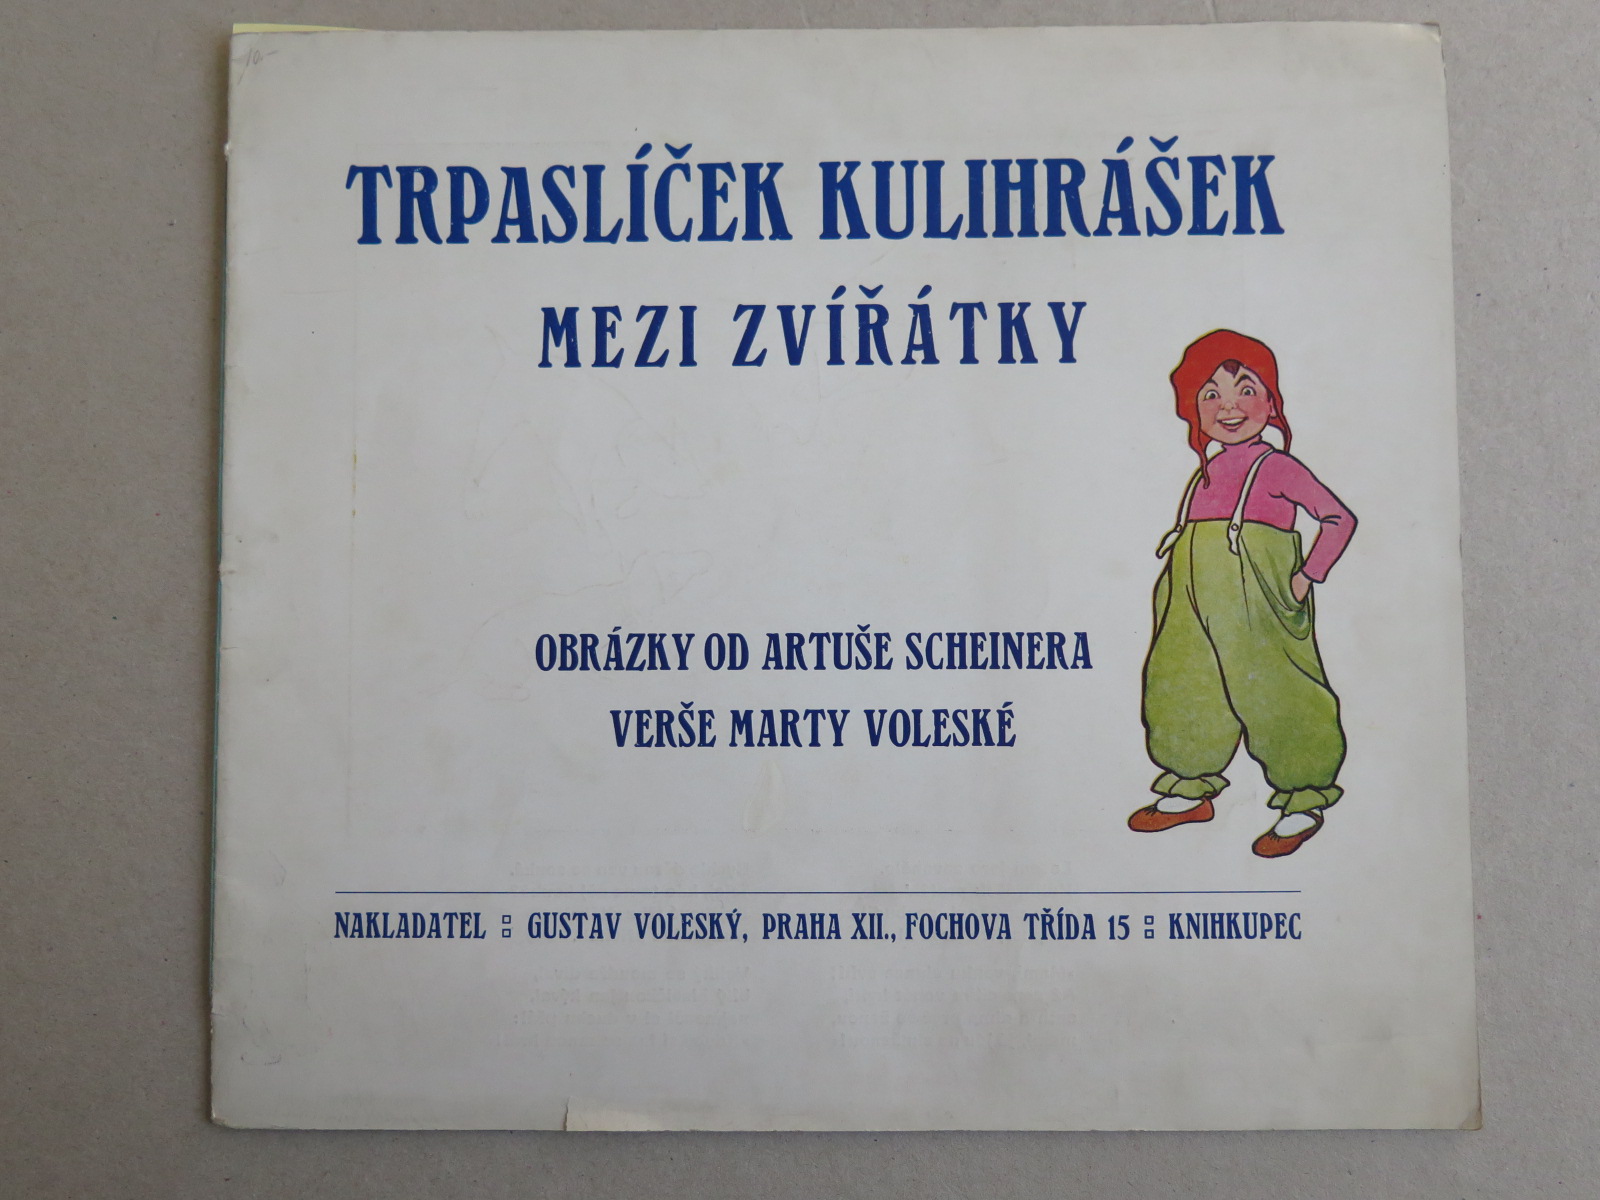 10.-
TRPASLÍČEK KULIHRÁŠEK
MEZI ZVÍŘÁTKY
OBRÁZKY OD ARTUŠE SCHEINERA
VERŠE MARTY VOLESKÉ
NAKLADATEL :: GUSTAV VOLESKÝ, PRAHA XII., FOCHOVA TŘÍDA 15 :: KNIHKUPEC